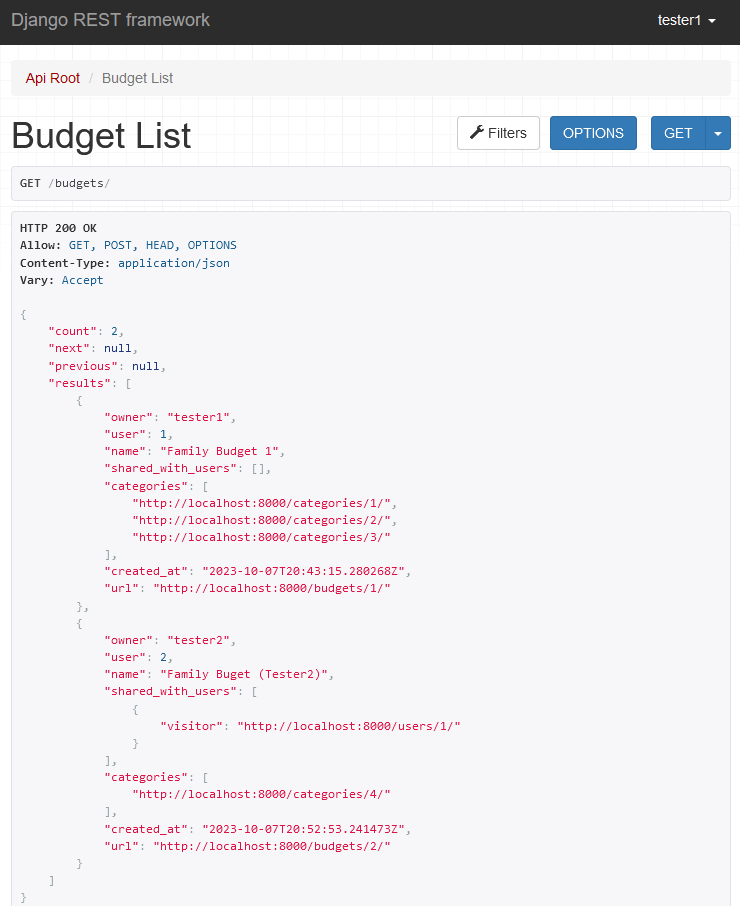 Django REST framework
tester1
Api Root / Budget List
Budget List
Filters
OPTIONS
GET
GET /budgets/
HTTP 200 OK
Allow: GET, POST, HEAD, OPTIONS
Content-Type: application/json
Vary: Accept
{
    "count": 2,
    "next": null,
    "previous": null,
    "results": [
        {
            "owner": "tester1",
            "user": 1,
            "name": "Family Budget 1",
            "shared_with_users": [],
            "categories": [
                "http://localhost:8000/categories/1/",
                "http://localhost:8000/categories/2/",
                "http://localhost:8000/categories/3/"
            ],
            "created_at": "2023-10-07T20:43:15.280268Z",
            "url": "http://localhost:8000/budgets/1/"
        },
        {
            "owner": "tester2",
            "user": 2,
            "name": "Family Buget (Tester2)",
            "shared_with_users": [
                {
                    "visitor": "http://localhost:8000/users/1/"
                }
            ],
            "categories": [
                "http://localhost:8000/categories/4/"
            ],
            "created_at": "2023-10-07T20:52:53.241473Z",
            "url": "http://localhost:8000/budgets/2/"
        }
    ]
}